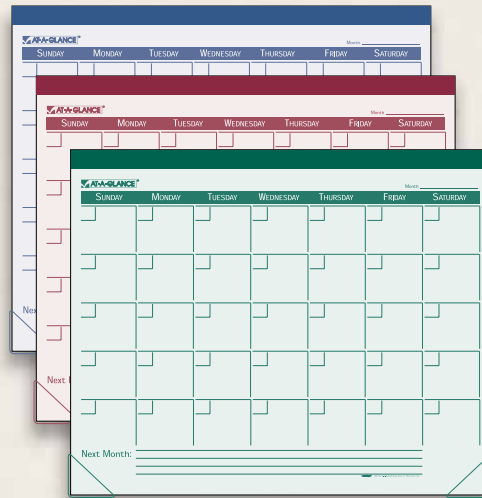 AT-A-GLANCE®
Month
SUNDAY MONDAY TUESDAY WEDNESDAY THURSDAY FRIDAY SATURDAY
AT-A-GLANCE®
Month
SUNDAY MONDAY TUESDAY WEDNESDAY THURSDAY FRIDAY SATURDAY
AT-A-GLANCE®
Month
SUNDAY MONDAY TUESDAY WEDNESDAY THURSDAY FRIDAY SATURDAY
Next
Next Month: